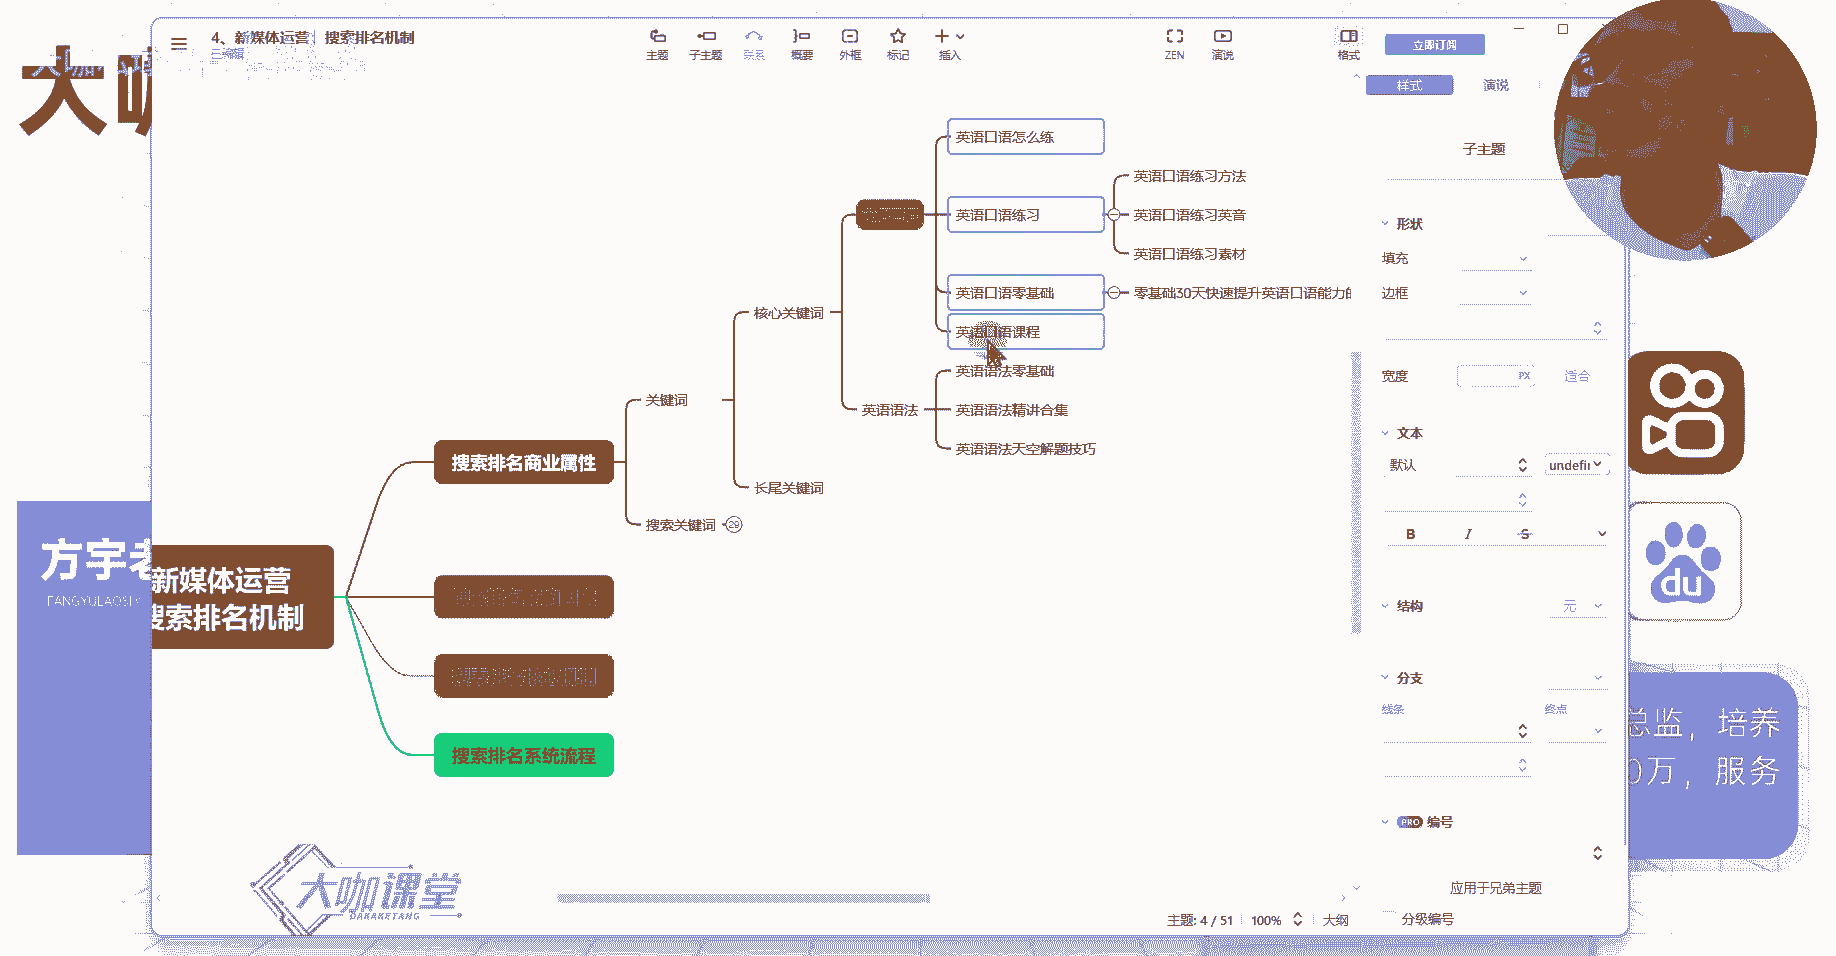 4、新媒体运营｜搜索排名机制
已编辑
主题
子主题
联系
概要
外框
标记
插入
ZEN
演说
格式
立即订阅
样式
演说
大咖
方宇老
FANGYULAOSI
新媒体运营
搜索排名机制
搜索排名商业属性
搜索排名系统流程
关键词
搜索关键词
29
核心关键词
长尾关键词
英语语法
英语口语怎么练
英语口语练习
英语口语零基础
英语口语课程
英语口语练习方法
英语口语练习英音
英语口语练习素材
零基础30天快速提升英语口语能力的
英语语法零基础
英语语法精讲合集
英语语法天空解题技巧
子主题
形状
填充
边框
宽度
PX
适合
文本
默认
undefin
B
I
S
结构
无
分支
线条
终点
PRO
编号
应用于兄弟主题
分级编号
主题: 4 / 51
100%
大纲
大咖课堂
DAKAKETANG
du
总监，培养
0万，服务